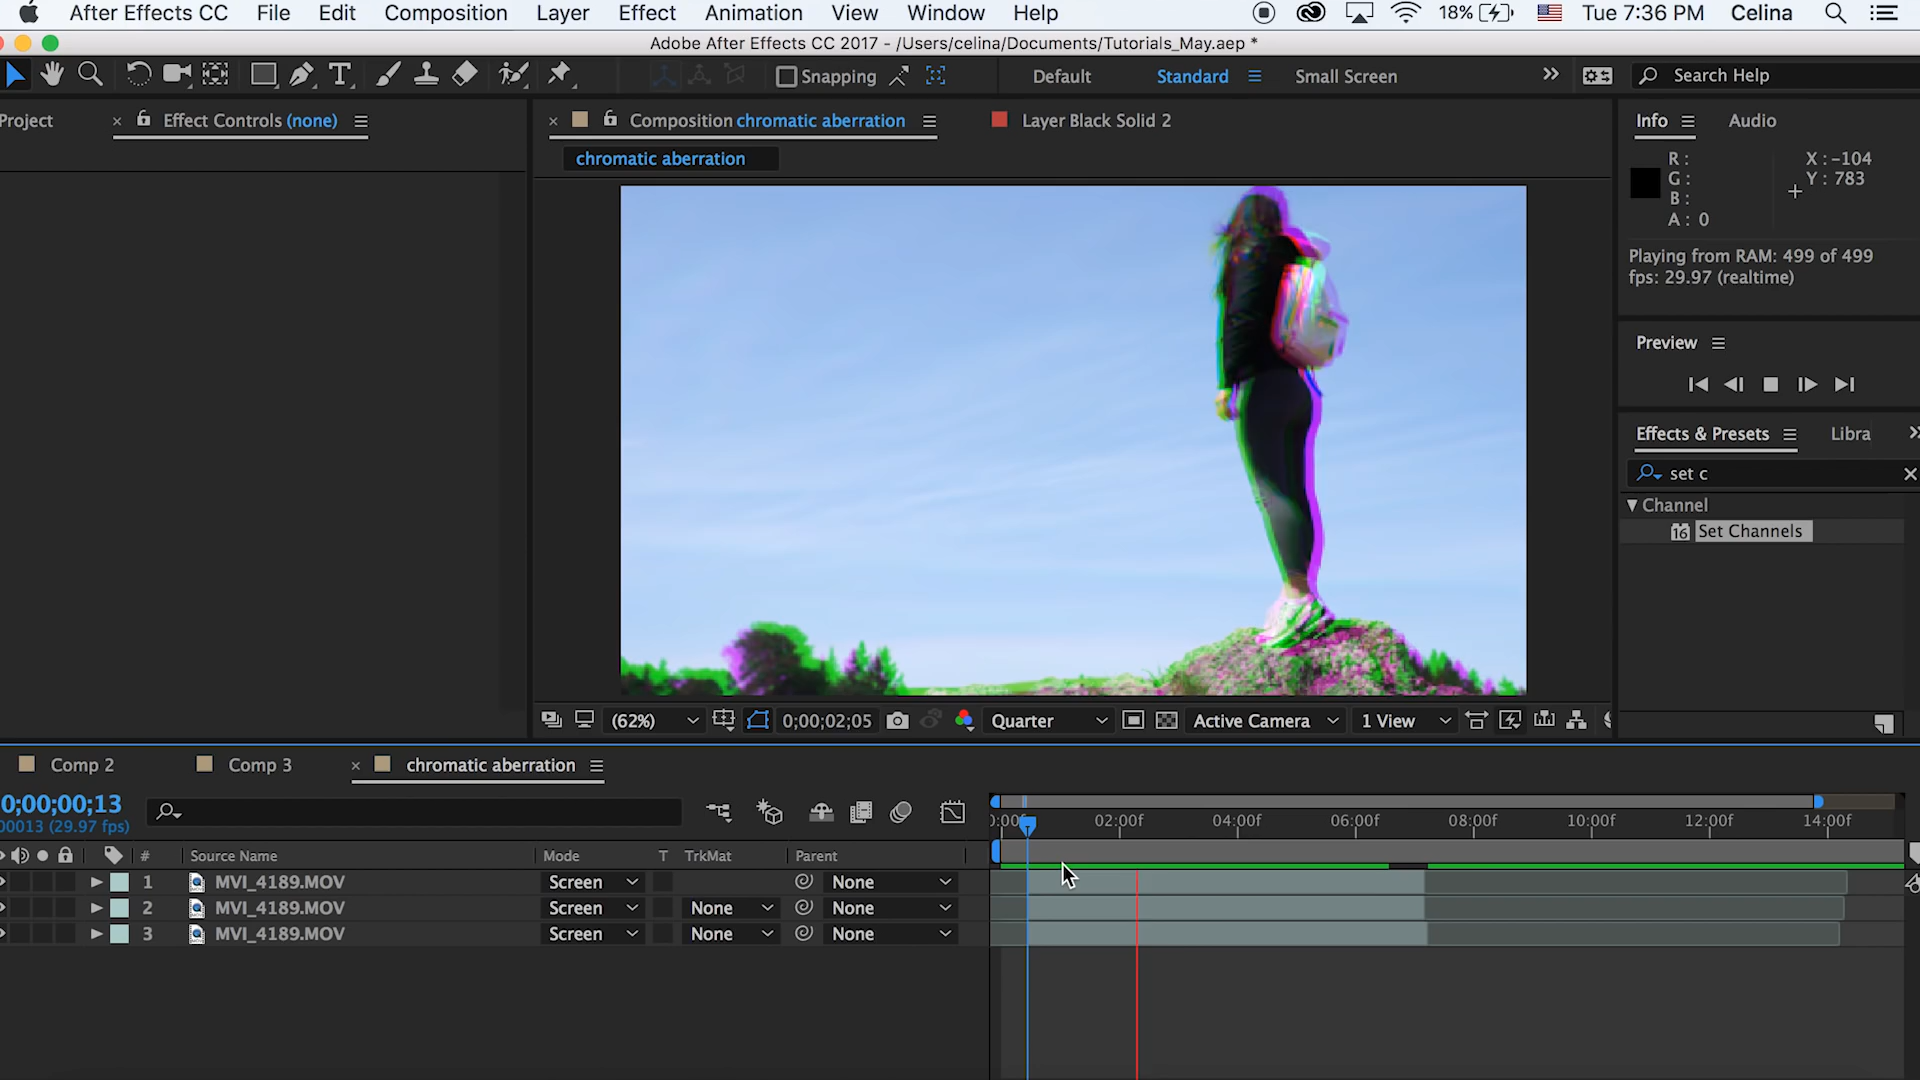 After Effects CC File Edit Composition Layer Effect Animation View Window Help 18% Tue 7:36 PM Celina
Adobe After Effects CC 2017 - /Users/celina/Documents/Tutorials_May.aep *
T Snapping Default Standard Small Screen Search Help
Project Effect Controls (none) Composition chromatic aberration Layer Black Solid 2 Info Audio
chromatic aberration
R : X : -104
G : Y : 783
B :
A : 0
Playing from RAM: 499 of 499
fps: 29.97 (realtime)
Preview
Effects & Presets Libra
set c
Channel
16 Set Channels
(62%) 0;00;02;05 Quarter Active Camera 1 View
Comp 2 Comp 3 chromatic aberration
0;00;00;13
00013 (29.97 fps)
0:00f 02:00f 04:00f 06:00f 08:00f 10:00f 12:00f 14:00f
# Source Name Mode T TrkMat Parent
1 MVI_4189.MOV Screen None
2 MVI_4189.MOV Screen None None
3 MVI_4189.MOV Screen None None